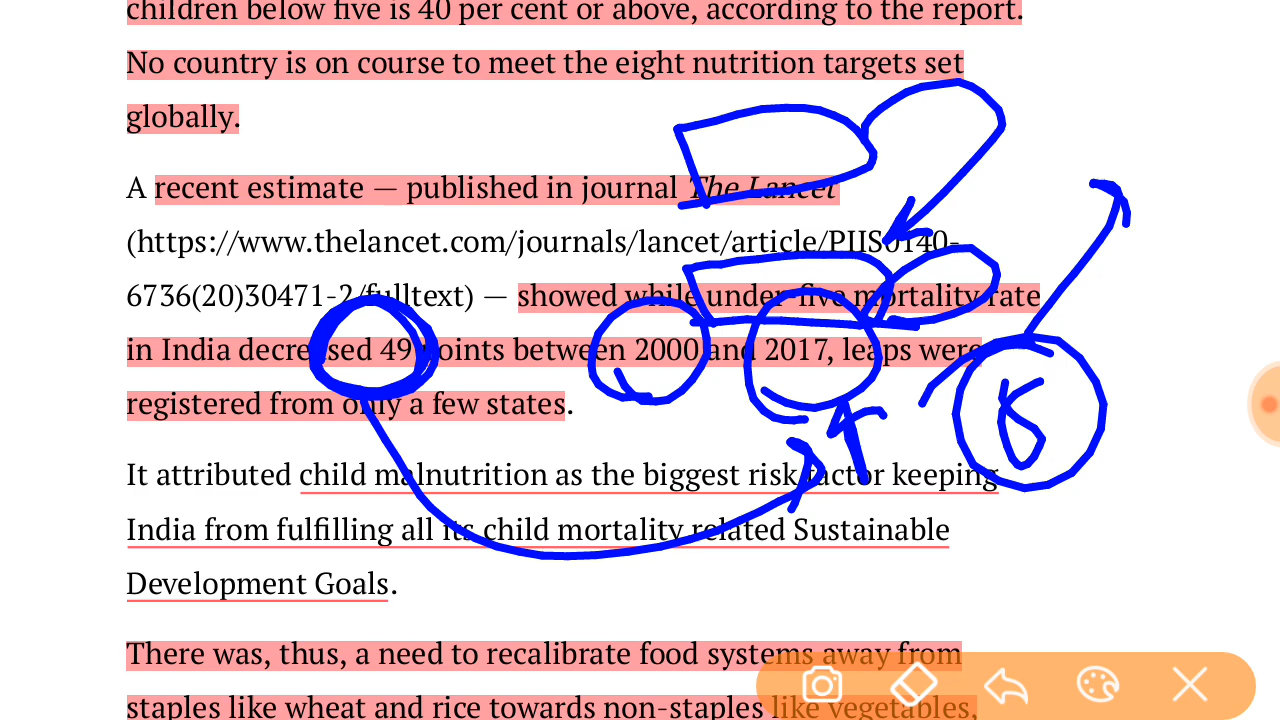 children below five is 40 per cent or above, according to the report.
No country is on course to meet the eight nutrition targets set
globally.
A recent estimate — published in journal The Lancet
(https://www.thelancet.com/journals/lancet/article/PIIS0140-
6736(20)30471-2/fulltext) — showed while under-five mortality rate
in India decreased 49 points between 2000 and 2017, leaps were
registered from only a few states.
It attributed child malnutrition as the biggest risk factor keeping
India from fulfilling all its child mortality related Sustainable
Development Goals.
There was, thus, a need to recalibrate food systems away from
staples like wheat and rice towards non-staples like vegetables,